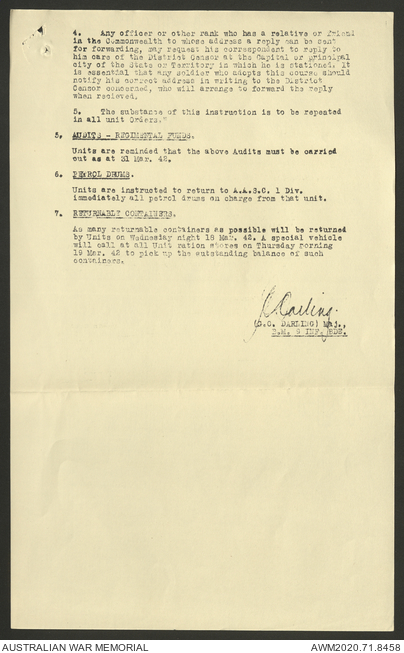 4. Any officer or other rank who has a relative or friend
in the Commonwealth to whose address a reply can be sent
for forwarding, may request his correspondent to reply to
him care of the District Censor at the Capital or principal
city of the State or Territory in which he is stationed. It
is essential that any soldier who adopts this course should
notify his correct address in writing to the District
Censor concerned, who will arrange to forward the reply
when recieved.
5. The substance of this instruction is to be repeated
in all unit Orders."
5. AUDITS - REGIMENTAL FUNDS.
Units are reminded that the above Audits must be carried
out as at 31 Mar. 42.
6. PETROL DRUMS.
Units are instructed to return to A.A.S.C. 1 Div.
immediately all petrol drums on charge from that unit.
7. RETURNABLE CONTAINERS.
As many returnable containers as possible will be returned
by Units on Wednesday night 18 Mar. 42. A special vehicle
will call at all Unit ration stores on Thursday morning
19 Mar. 42 to pick up the outstanding balance of such
containers.
Darling.
DARLING) Maj.,
B.M. 8 INF. BDE.
AUSTRALIAN WAR MEMORIAL
AWM2020.71.8458